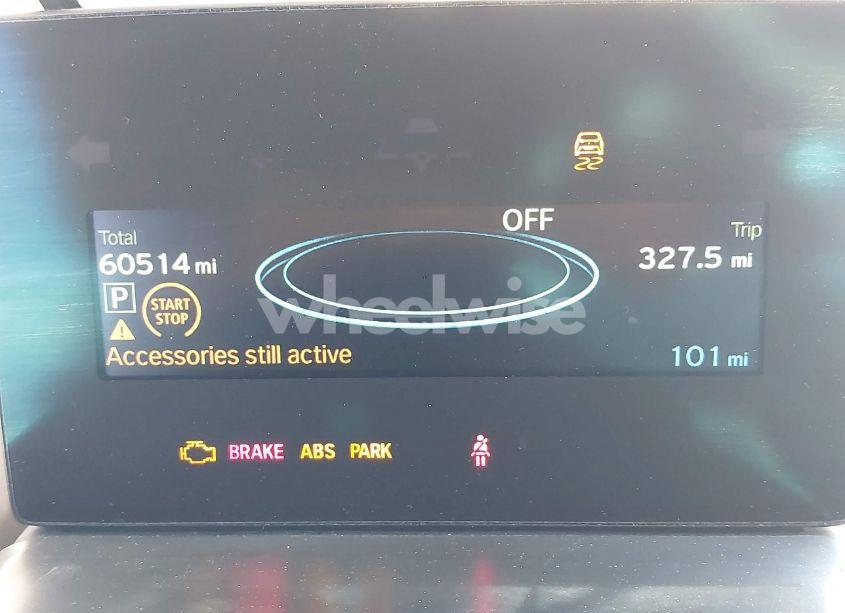 OFF
Total
60514 mi
Trip
327.5 mi
P
START
STOP
wheelwise
Accessories still active
101 mi
BRAKE ABS PARK